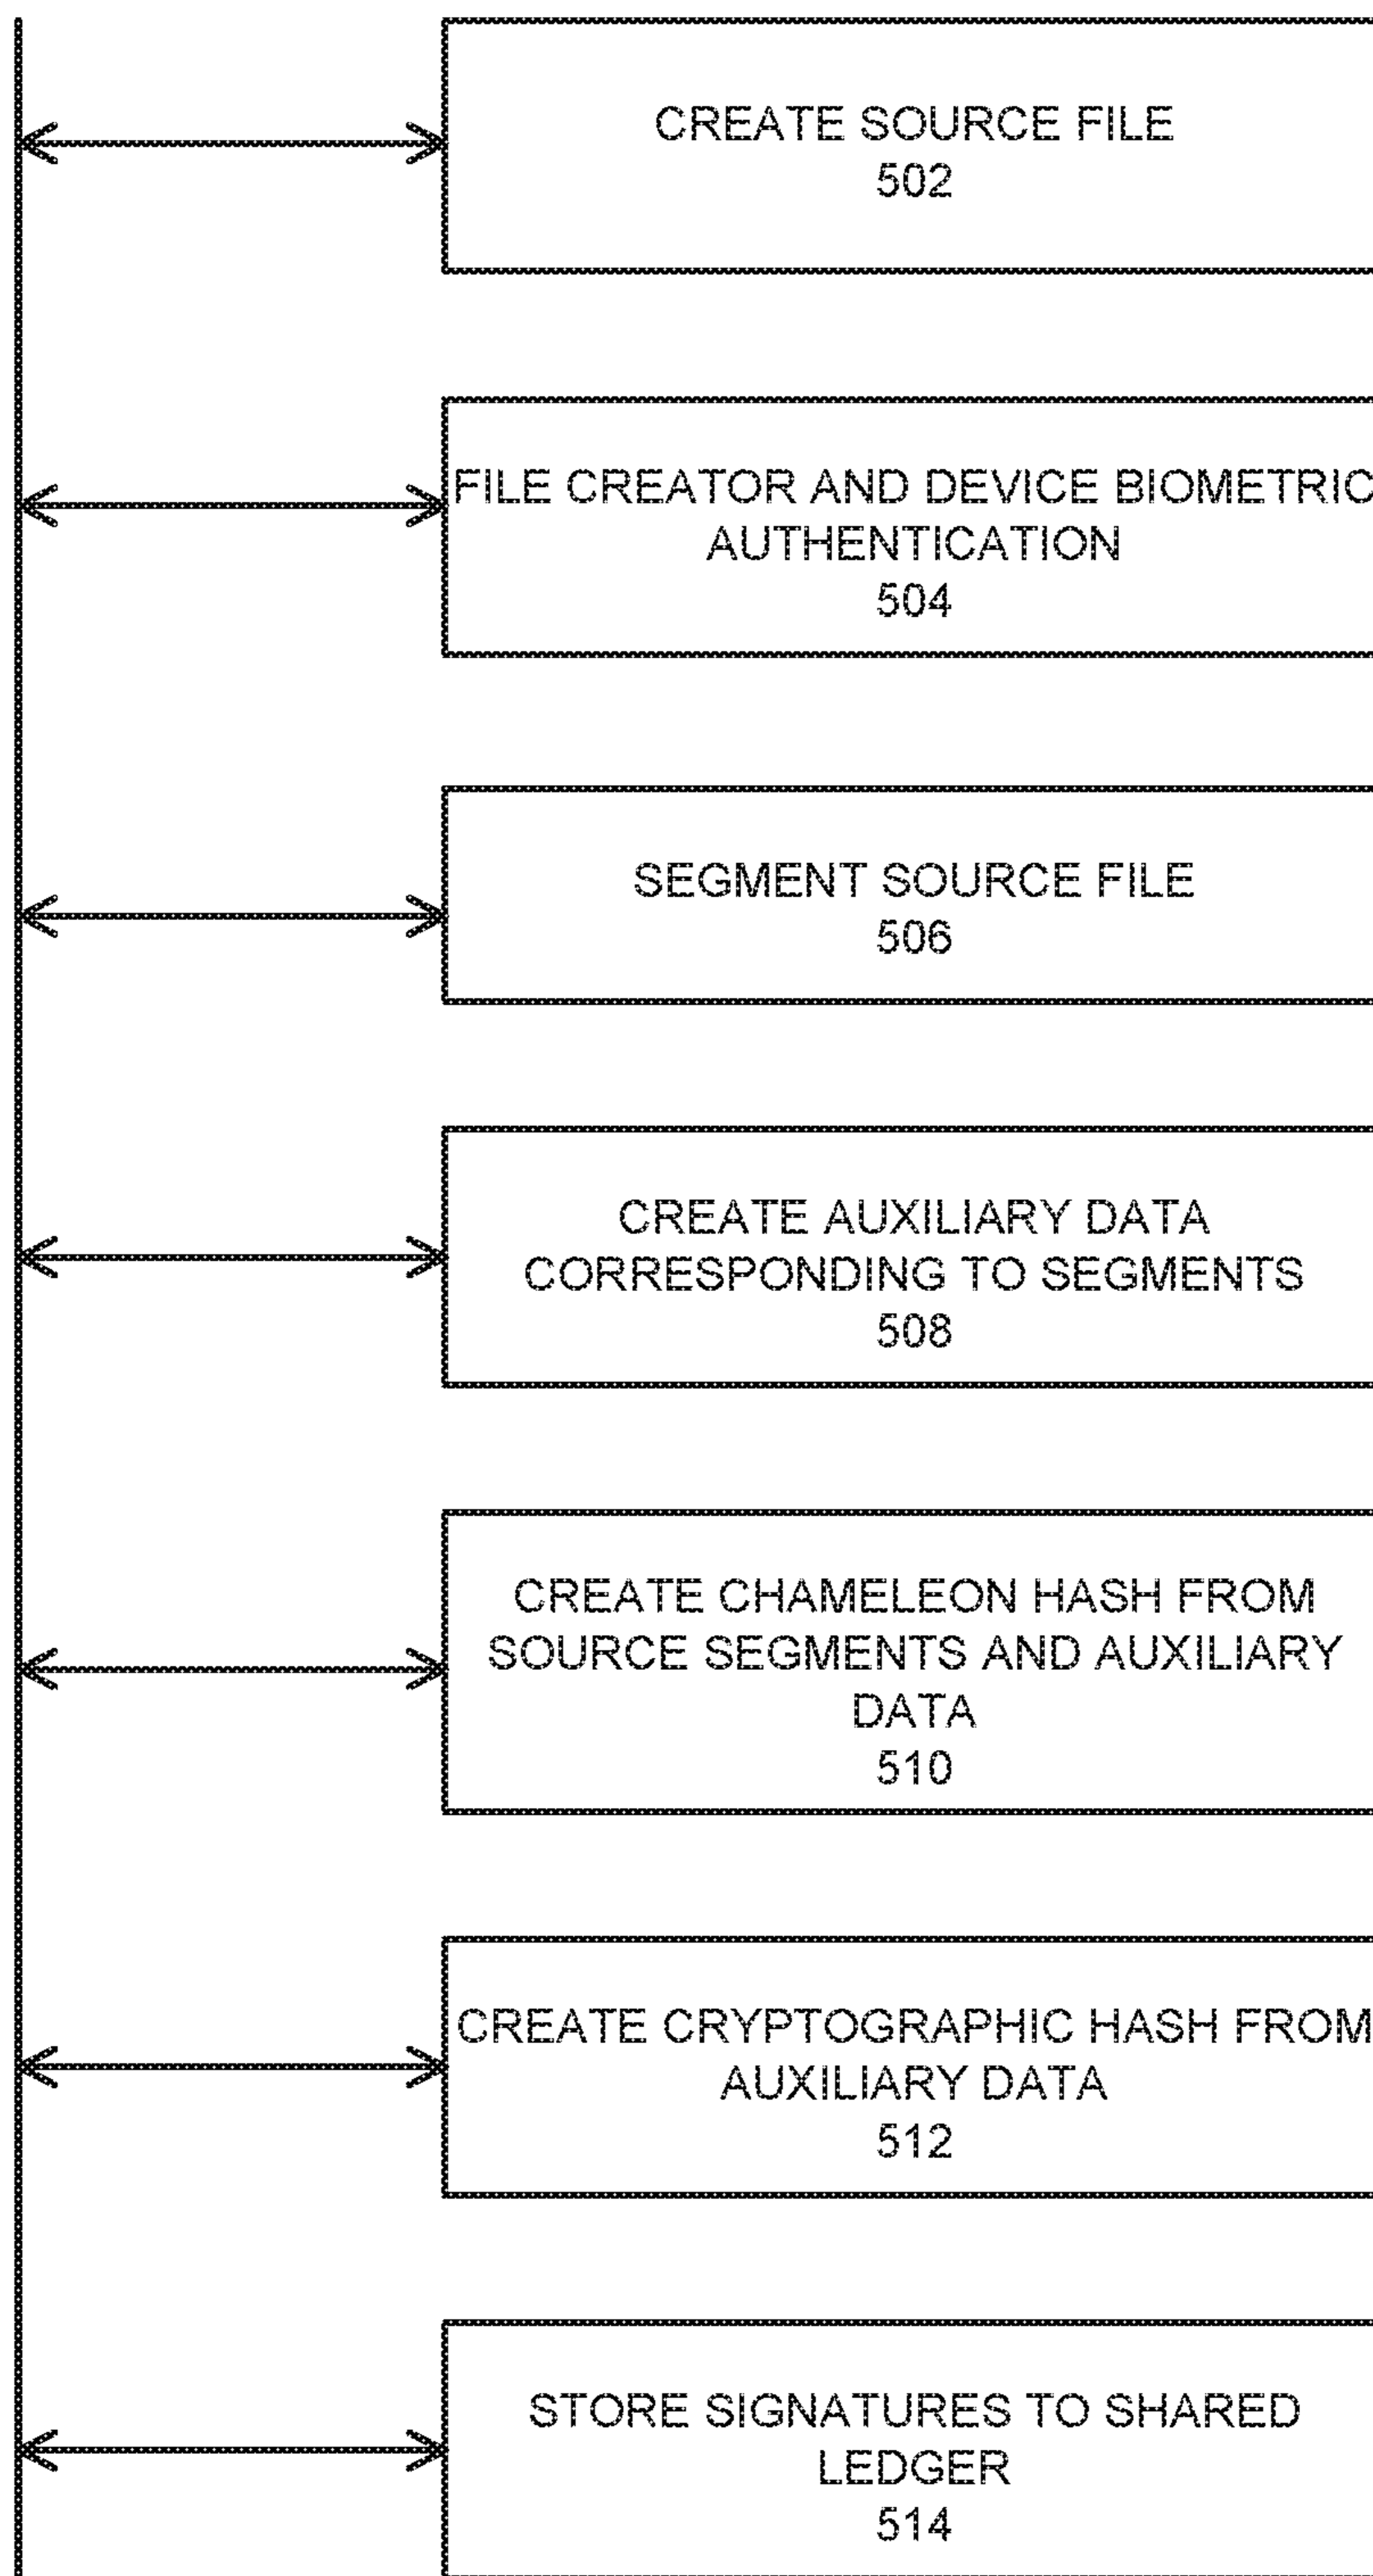 CREATE SOURCE FILE
502
FILE CREATOR AND DEVICE BIOMETRIC
AUTHENTICATION
504
SEGMENT SOURCE FILE
506
CREATE AUXILIARY DATA
CORRESPONDING TO SEGMENTS
508
CREATE CHAMELEON HASH FROM
SOURCE SEGMENTS AND AUXILIARY
DATA
510
CREATE CRYPTOGRAPHIC HASH FROM
AUXILIARY DATA
512
STORE SIGNATURES TO SHARED
LEDGER
514